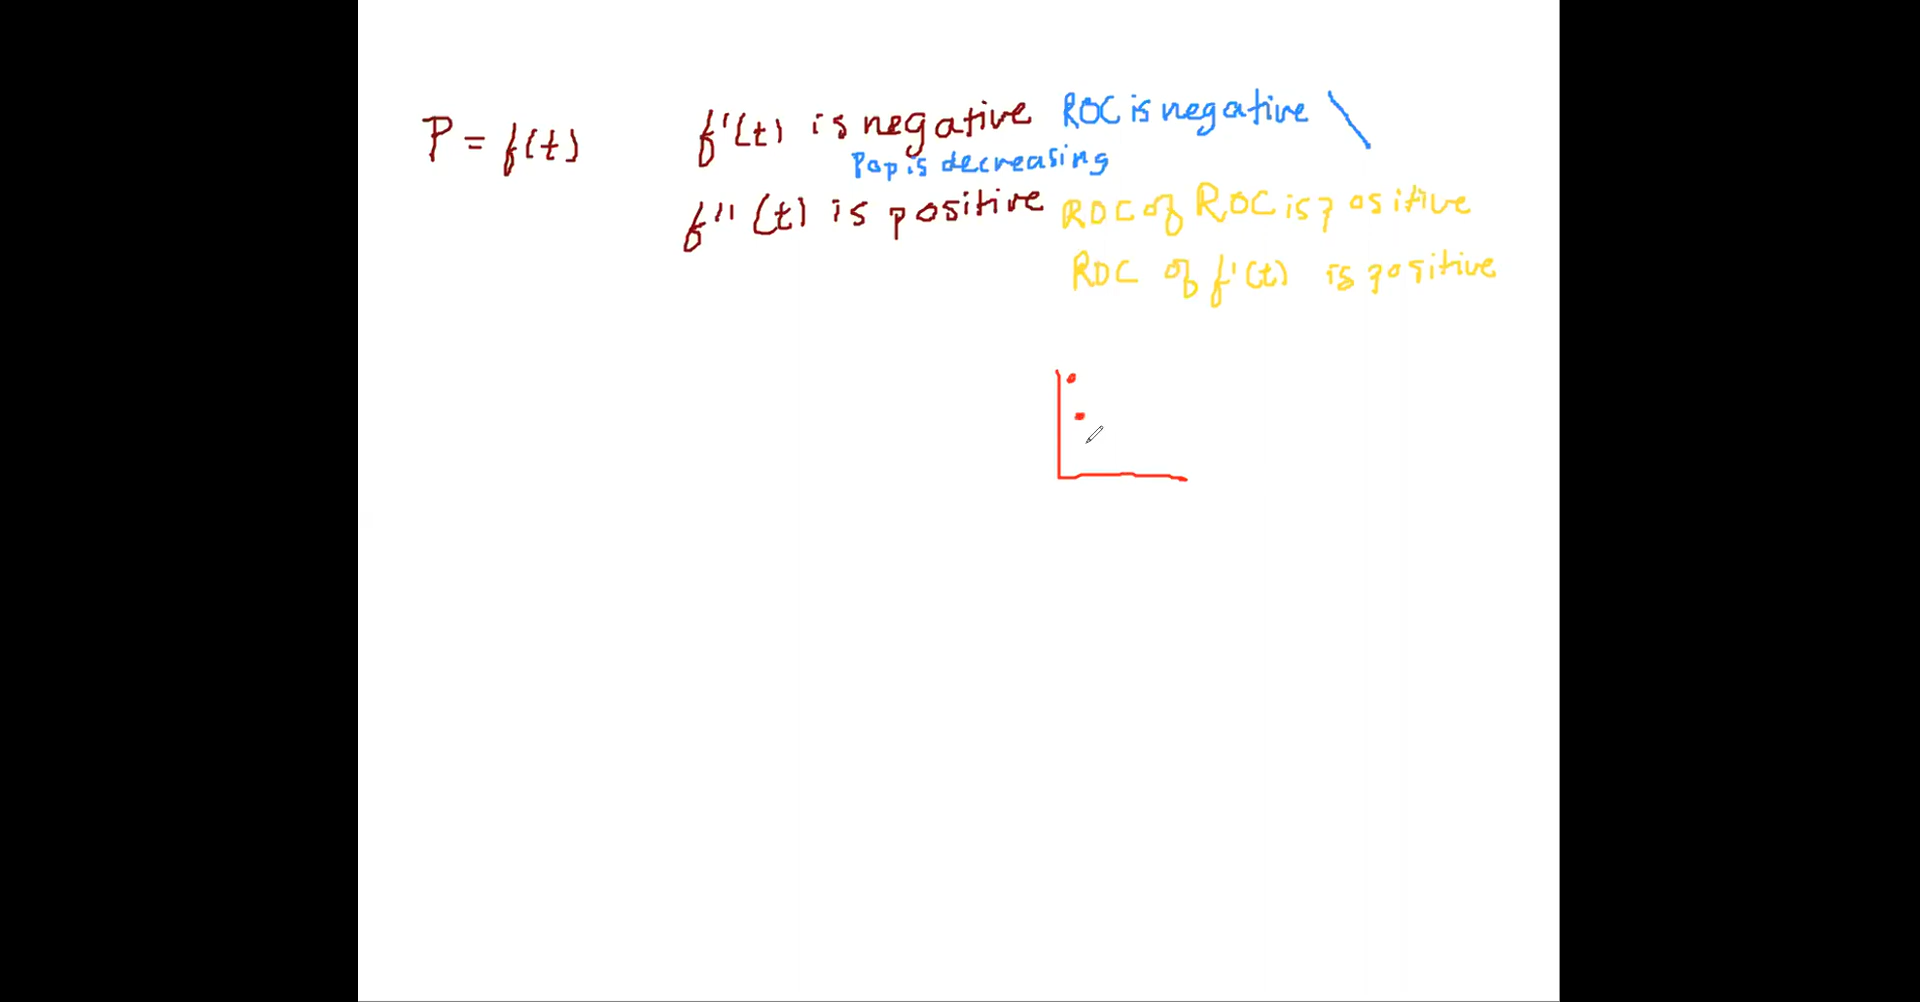 P = f(t) f'(t) is negative ROC is negative
Pop is decreasing
f''(t) is positive ROC of ROC is positive
ROC of f'(t) is positive